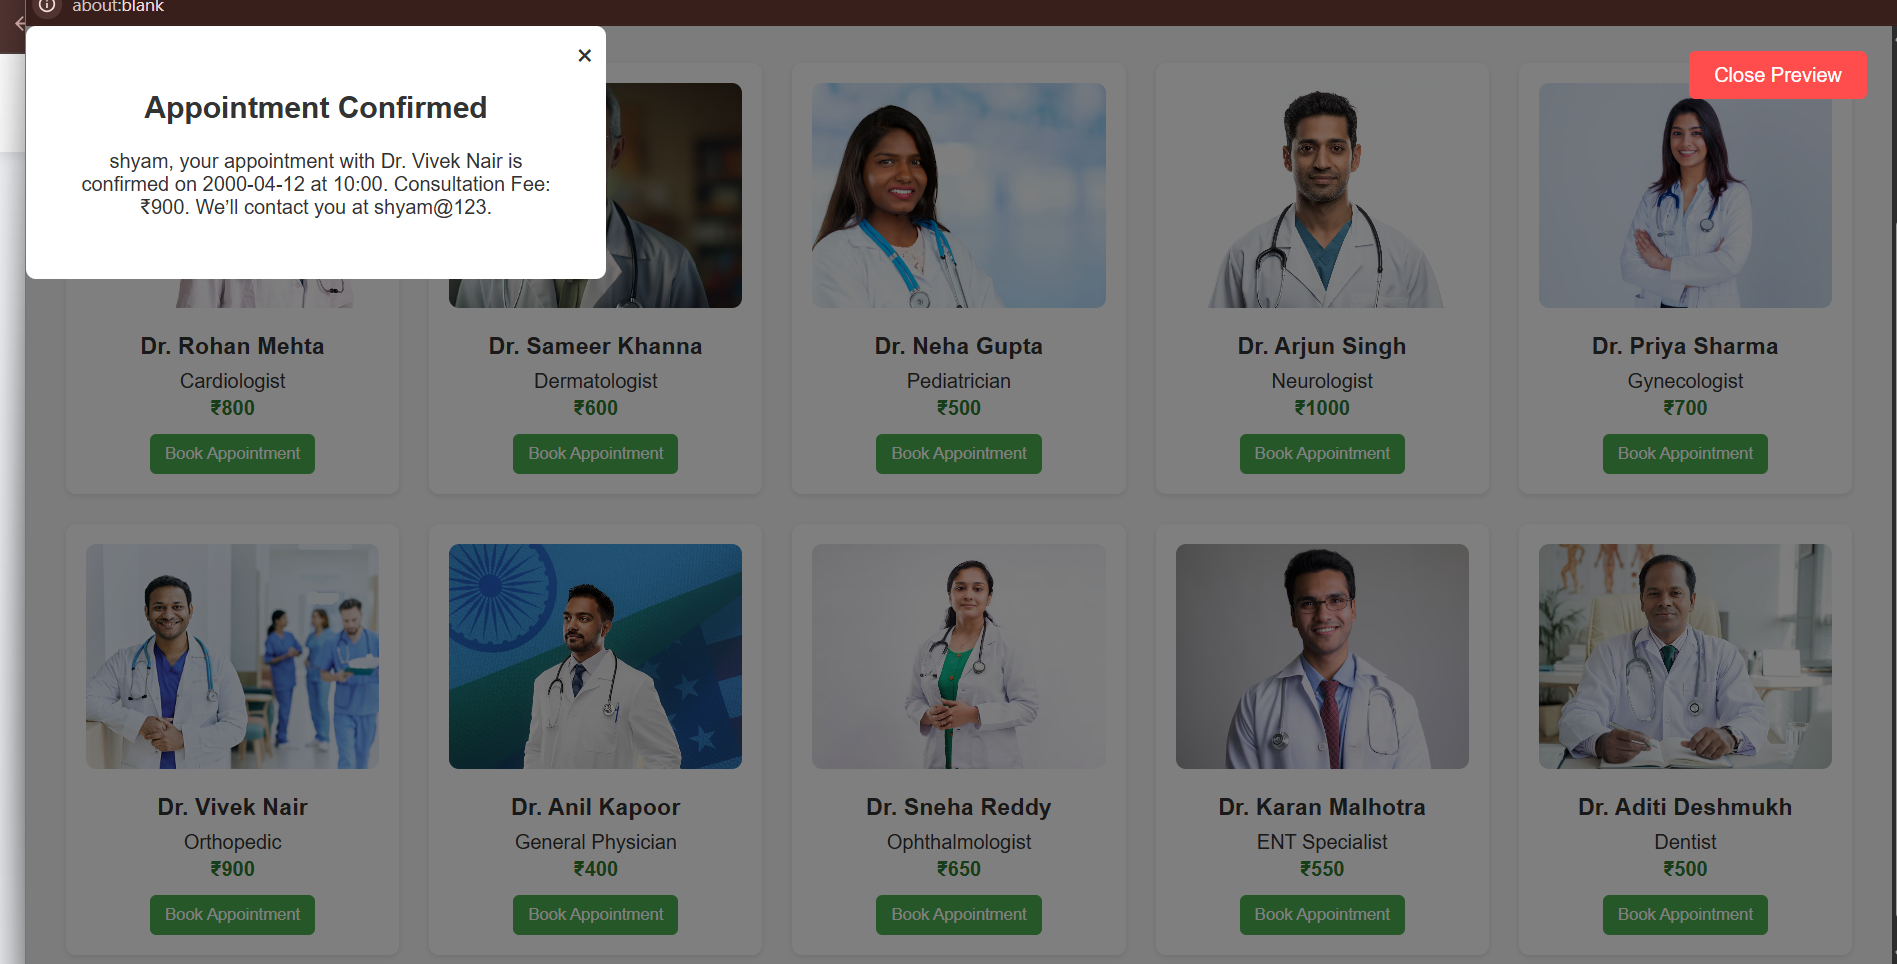 about:blank
×
Close Preview
Appointment Confirmed
shyam, your appointment with Dr. Vivek Nair is
confirmed on 2000-04-12 at 10:00. Consultation Fee:
₹900. We’ll contact you at shyam@123.
Dr. Rohan Mehta
Cardiologist
₹800
Book Appointment
Dr. Sameer Khanna
Dermatologist
₹600
Book Appointment
Dr. Neha Gupta
Pediatrician
₹500
Book Appointment
Dr. Arjun Singh
Neurologist
₹1000
Book Appointment
Dr. Priya Sharma
Gynecologist
₹700
Book Appointment
Dr. Vivek Nair
Orthopedic
₹900
Book Appointment
Dr. Anil Kapoor
General Physician
₹400
Book Appointment
Dr. Sneha Reddy
Ophthalmologist
₹650
Book Appointment
Dr. Karan Malhotra
ENT Specialist
₹550
Book Appointment
Dr. Aditi Deshmukh
Dentist
₹500
Book Appointment